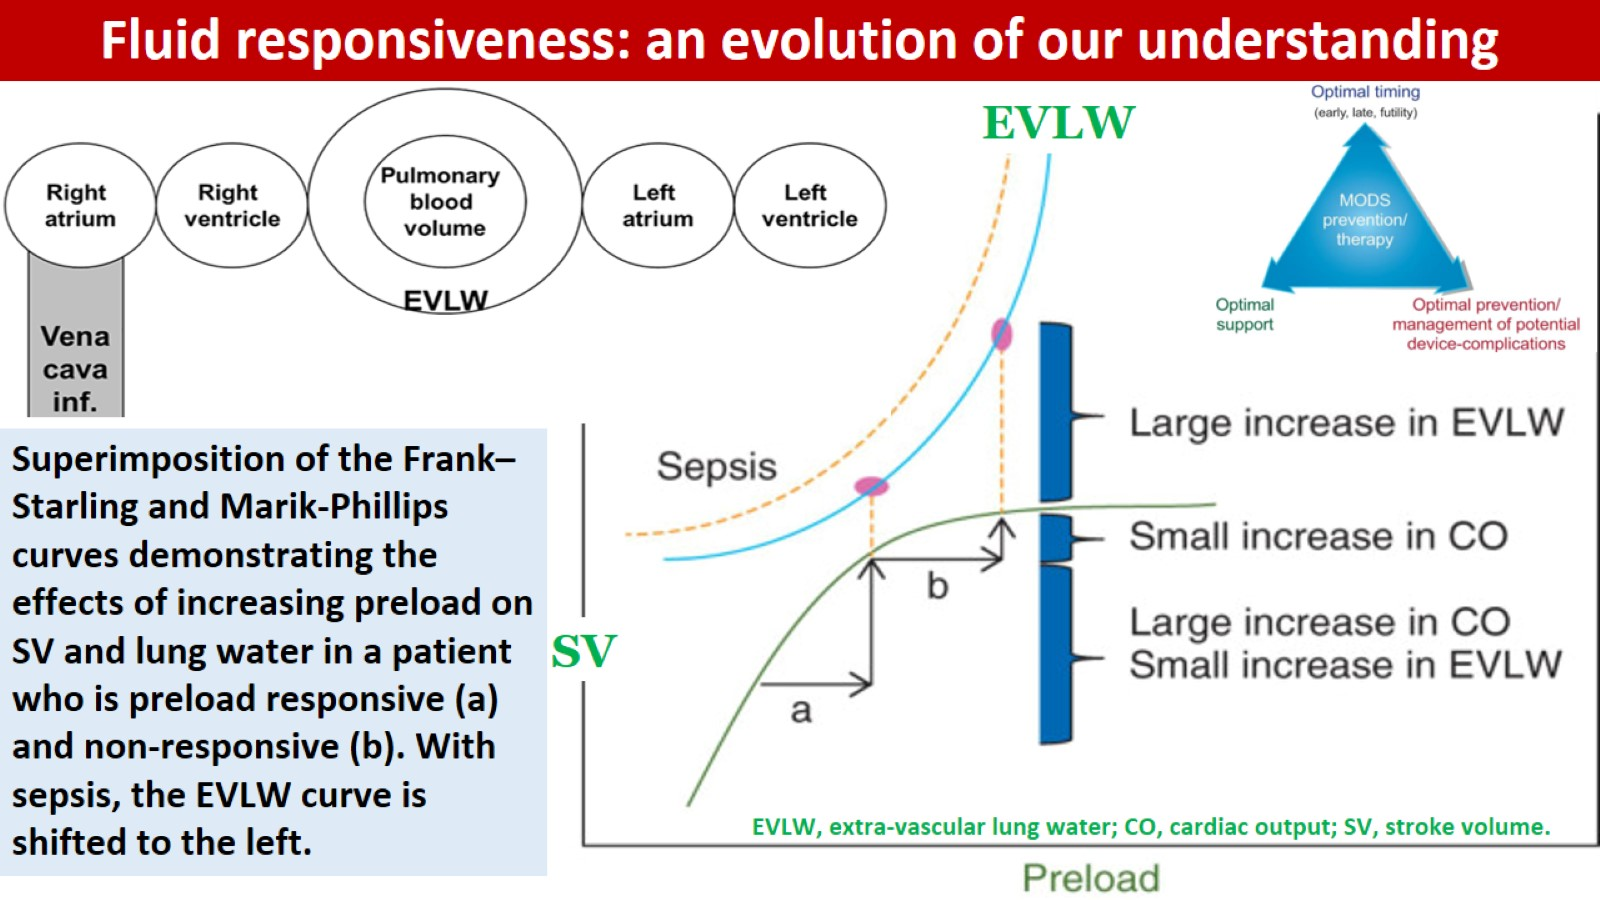 Fluid responsiveness: an evolution of our understanding
Right
atrium
Right
ventricle
Pulmonary
blood
volume
EVLW
Left
atrium
Left
ventricle
Vena
cava
inf.
EVLW
Optimal timing
(early, late, futility)
MODS
prevention/
therapy
Optimal
support
Optimal prevention/
management of potential
device-complications
Superimposition of the Frank–
Starling and Marik-Phillips
curves demonstrating the
effects of increasing preload on
SV and lung water in a patient
who is preload responsive (a)
and non-responsive (b). With
sepsis, the EVLW curve is
shifted to the left.
Sepsis
SV
a
b
Large increase in EVLW
Small increase in CO
Large increase in CO
Small increase in EVLW
EVLW, extra-vascular lung water; CO, cardiac output; SV, stroke volume.
Preload